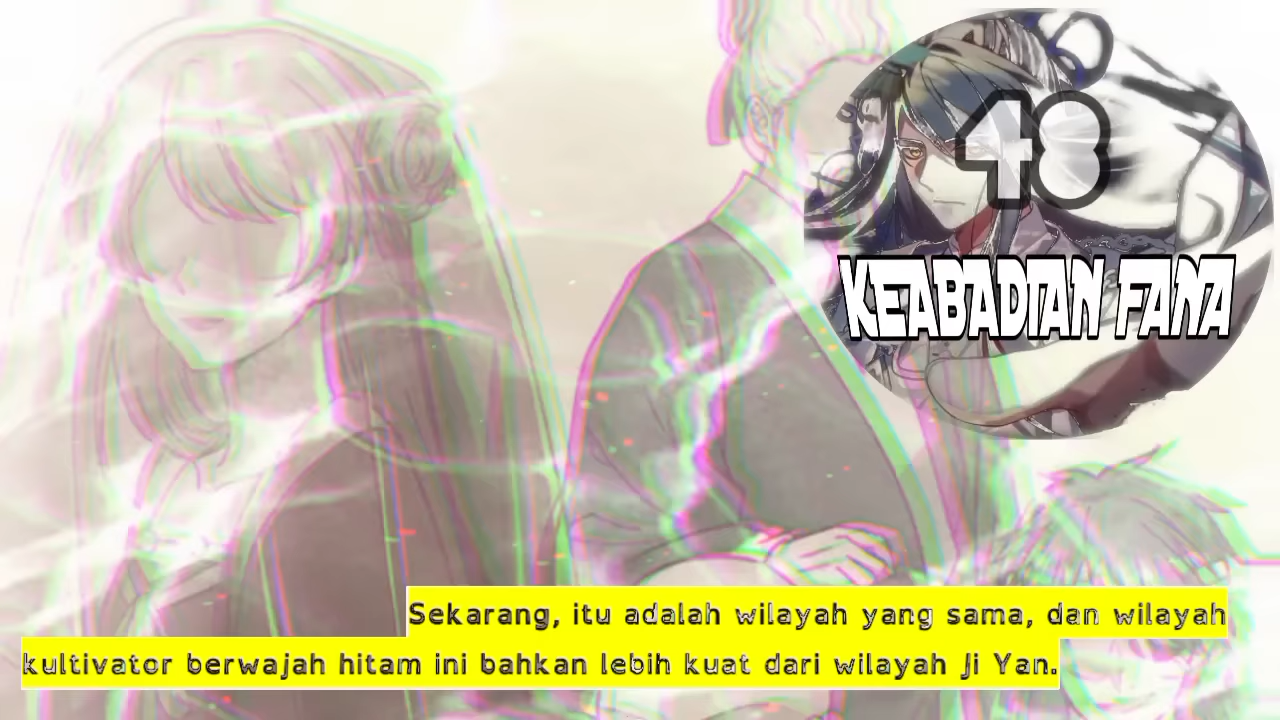 48
KEABADIAN FANA
Sekarang, itu adalah wilayah yang sama, dan wilayah
kultivator berwajah hitam ini bahkan lebih kuat dari wilayah Ji Yan.